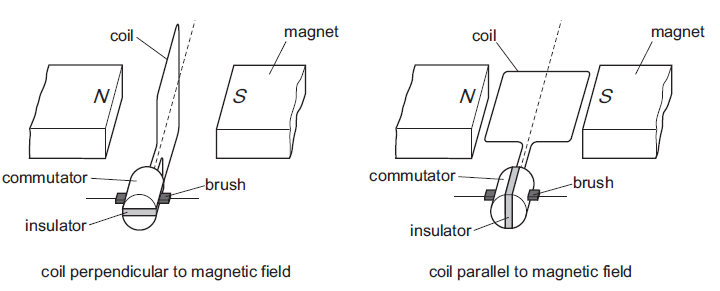 coil
magnet
N
S
commutator
brush
insulator
coil perpendicular to magnetic field
coil
magnet
N
S
commutator
brush
insulator
coil parallel to magnetic field